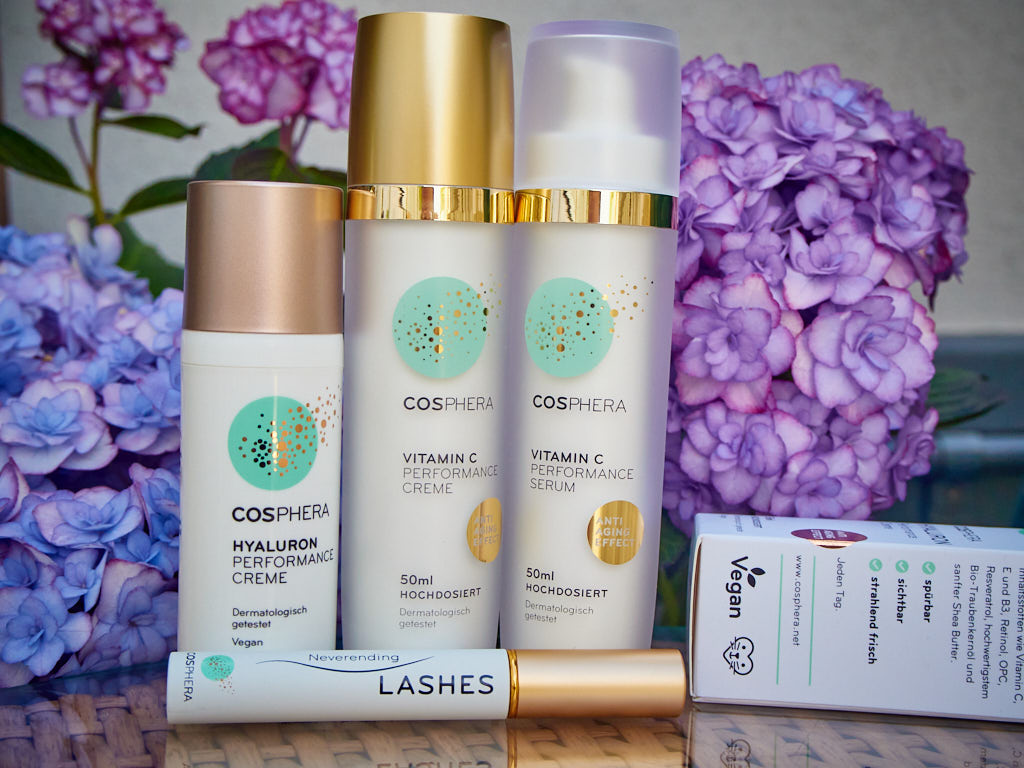 COSPHERA
HYALURON
PERFORMANCE
CREME
Dermatologisch
getestet
Vegan
COSPHERA
VITAMIN C
PERFORMANCE
CREME
ANTI
AGING
EFFECT
50ml
HOCHDOSIERT
Dermatologisch
getestet
COSPHERA
VITAMIN C
PERFORMANCE
SERUM
ANTI
AGING
EFFECT
50ml
HOCHDOSIERT
Dermatologisch
getestet
COSPHERA
Neverending
LASHES
Vegan
Inhaltsstoffen wie Vitamin C,
E und B3, Retinol, OPC,
Resveratrol, hochwertigstem
Bio-Traubenkernöl und
sanffer Shea Butter.
spürbar
sichtbar
strahlend frisch
Jeden Tag.
www.cosphera.net